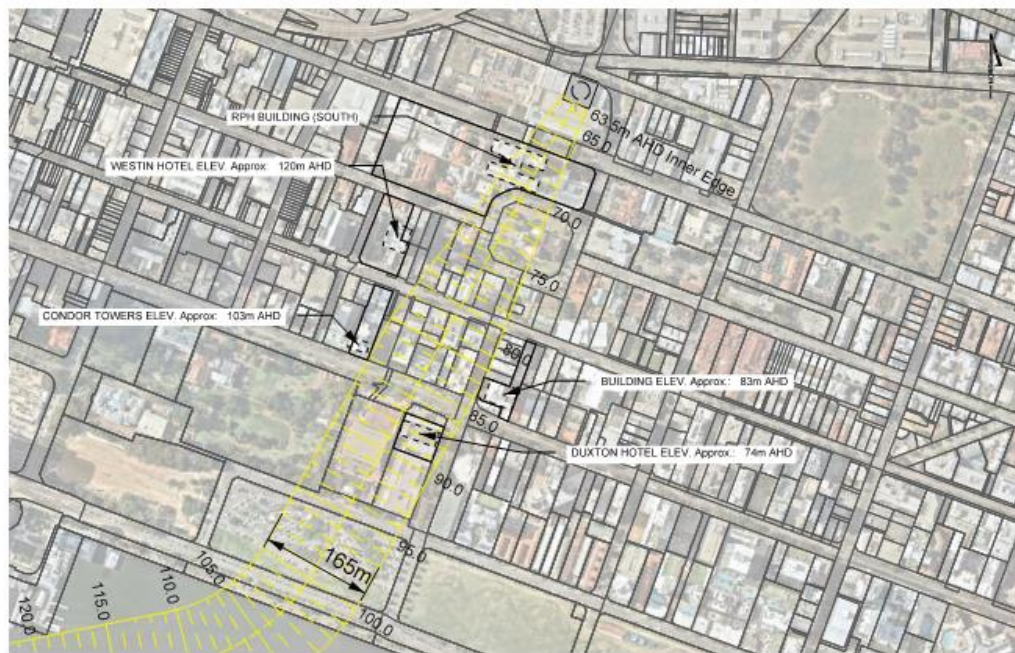 RPH BUILDING (SOUTH)
63.5m AHD Inner Edge
65.0
WESTIN HOTEL ELEV. Approx: 120m AHD
70.0
75.0
CONDOR TOWERS ELEV. Approx: 103m AHD
80.0
BUILDING ELEV. Approx.: 83m AHD
85.0
DUXTON HOTEL ELEV. Approx.: 74m AHD
90.0
95.0
165m
100.0
105.0
110.0
115.0
120.0